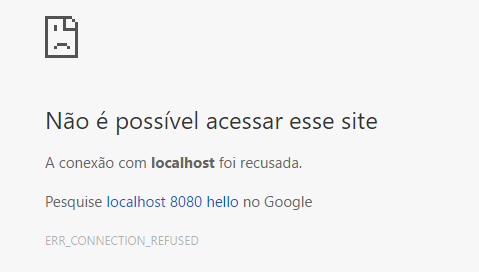 Não é possível acessar esse site
A conexão com localhost foi recusada.
Pesquise localhost 8080 hello no Google
ERR_CONNECTION_REFUSED